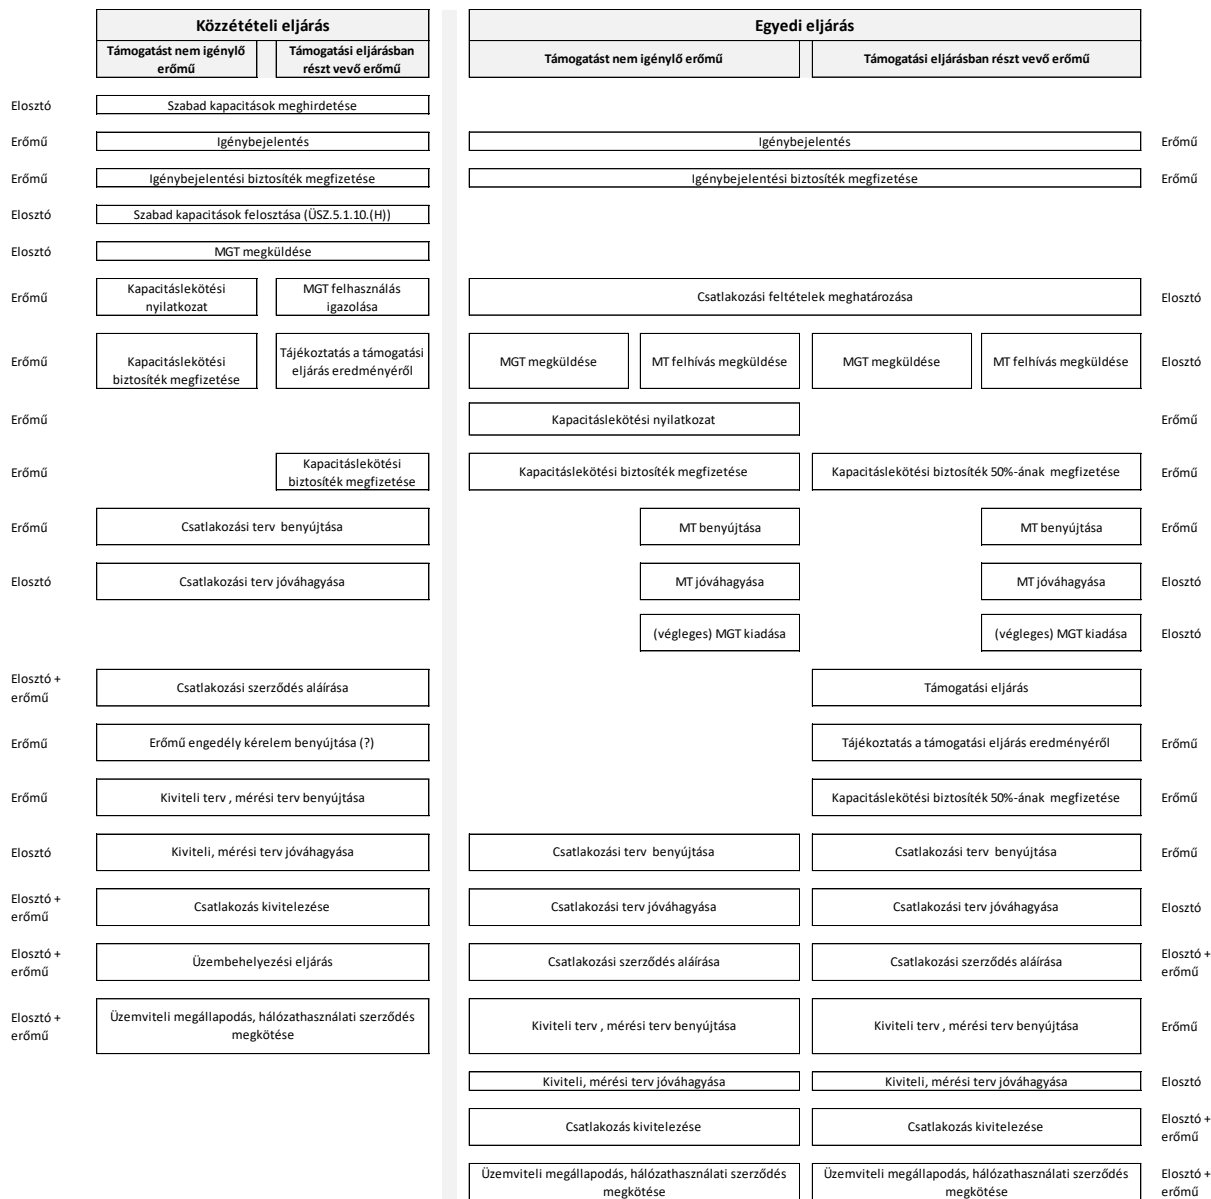 Közzétételi eljárás
Egyedi eljárás
Támogatást nem igénylő
erőmű
Támogatási eljárásban
részt vevő erőmű
Támogatást nem igénylő erőmű
Támogatási eljárásban részt vevő erőmű
Elosztó
Szabad kapacitások meghirdetése
Erőmű
Igénybejelentés
Igénybejelentés
Erőmű
Erőmű
Igénybejelentési biztosíték megfizetése
Igénybejelentési biztosíték megfizetése
Erőmű
Elosztó
Szabad kapacitások felosztása (ÜSZ.5.1.10.(H))
Elosztó
MGT megküldése
Erőmű
Kapacitáslekötési
nyilatkozat
MGT felhasználás
igazolása
Csatlakozási feltételek meghatározása
Elosztó
Erőmű
Kapacitáslekötési
biztosíték megfizetése
Tájékoztatás a támogatási
eljárás eredményéről
MGT megküldése
MT felhívás megküldése
MGT megküldése
MT felhívás megküldése
Elosztó
Erőmű
Kapacitáslekötési nyilatkozat
Erőmű
Erőmű
Kapacitáslekötési
biztosíték megfizetése
Kapacitáslekötési biztosíték megfizetése
Kapacitáslekötési biztosíték 50%-ának megfizetése
Erőmű
Erőmű
Csatlakozási terv benyújtása
MT benyújtása
MT benyújtása
Erőmű
Elosztó
Csatlakozási terv jóváhagyása
MT jóváhagyása
MT jóváhagyása
Elosztó
(végleges) MGT kiadása
(végleges) MGT kiadása
Elosztó
Elosztó +
erőmű
Csatlakozási szerződés aláírása
Támogatási eljárás
Erőmű
Erőmű engedély kérelem benyújtása (?)
Tájékoztatás a támogatási eljárás eredményéről
Erőmű
Erőmű
Kiviteli terv , mérési terv benyújtása
Kapacitáslekötési biztosíték 50%-ának megfizetése
Erőmű
Elosztó
Kiviteli, mérési terv jóváhagyása
Csatlakozási terv benyújtása
Csatlakozási terv benyújtása
Erőmű
Elosztó +
erőmű
Csatlakozás kivitelezése
Csatlakozási terv jóváhagyása
Csatlakozási terv jóváhagyása
Elosztó
Elosztó +
erőmű
Üzembehelyezési eljárás
Csatlakozási szerződés aláírása
Csatlakozási szerződés aláírása
Elosztó +
erőmű
Elosztó +
erőmű
Üzemviteli megállapodás, hálózathasználati szerződés
megkötése
Kiviteli terv , mérési terv benyújtása
Kiviteli terv , mérési terv benyújtása
Erőmű
Kiviteli, mérési terv jóváhagyása
Kiviteli, mérési terv jóváhagyása
Elosztó
Csatlakozás kivitelezése
Csatlakozás kivitelezése
Elosztó +
erőmű
Üzemviteli megállapodás, hálózathasználati szerződés
megkötése
Üzemviteli megállapodás, hálózathasználati szerződés
megkötése
Elosztó +
erőmű